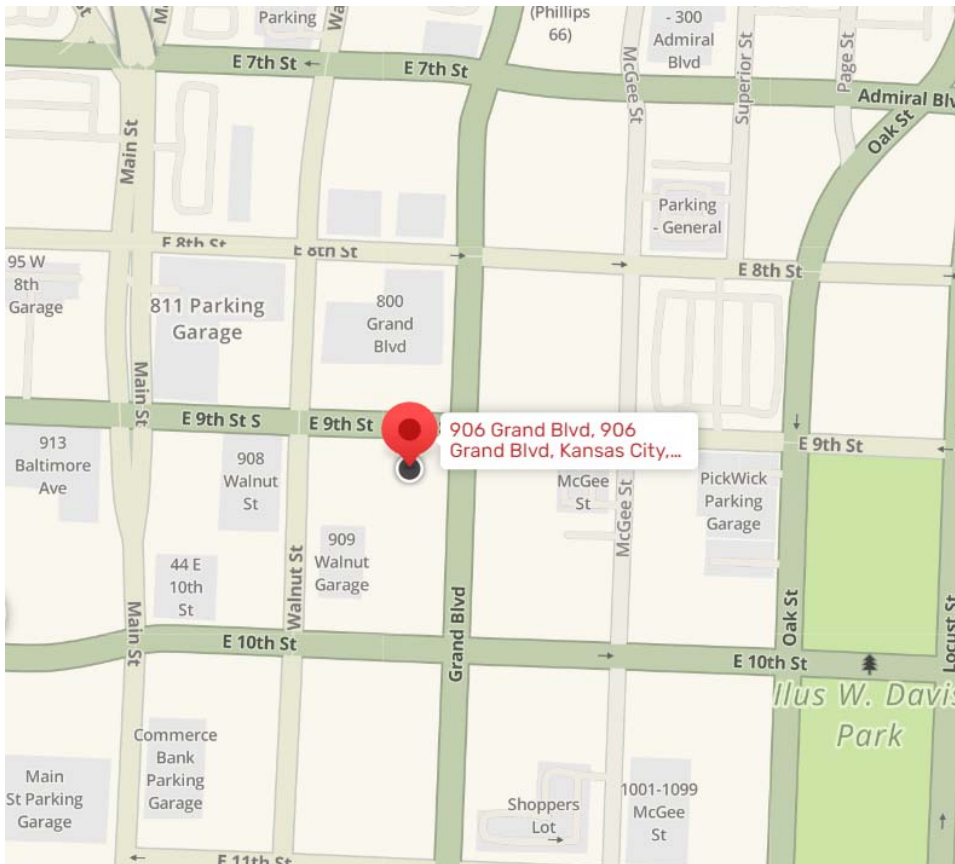 Parking
(Phillips
66)
- 300
Admiral
Blvd
E 7th St
E 7th St
McGee St
Superior St
Page St
Admiral Blv
Oak St
Main St
Parking
- General
E 8th St
E 8th St
E 8th St
95 W
8th
Garage
811 Parking
Garage
800
Grand
Blvd
Main St
E 9th St S
E 9th St
906 Grand Blvd, 906
Grand Blvd, Kansas City,...
E 9th St
913
Baltimore
Ave
908
Walnut
St
McGee
St
McGee St
PickWick
Parking
Garage
909
Walnut
Garage
44 E
10th
St
Walnut St
Main St
Grand Blvd
Oak St
Locust St
E 10th St
E 10th St
llus W. Davis
Park
Commerce
Bank
Parking
Garage
Main
St Parking
Garage
Shoppers
Lot
1001-1099
McGee
St
E 11th St